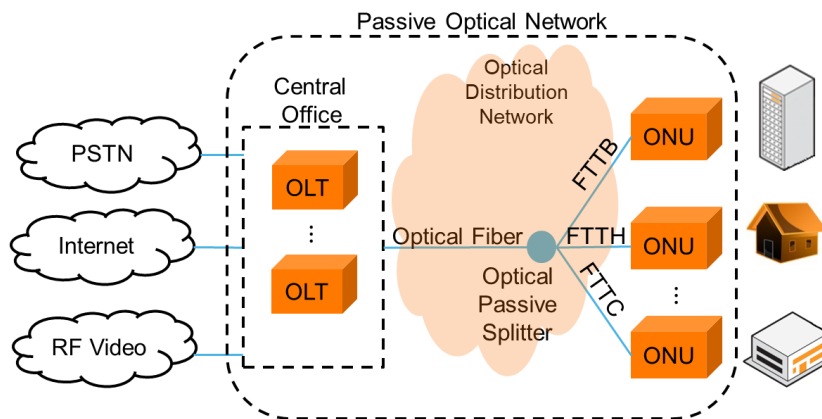 Passive Optical Network
Optical
Distribution
Network
Central
Office
PSTN
Internet
RF Video
OLT
...
OLT
Optical Fiber
Optical
Passive
Splitter
FTTB
FTTH
FTTC
ONU
ONU
...
ONU